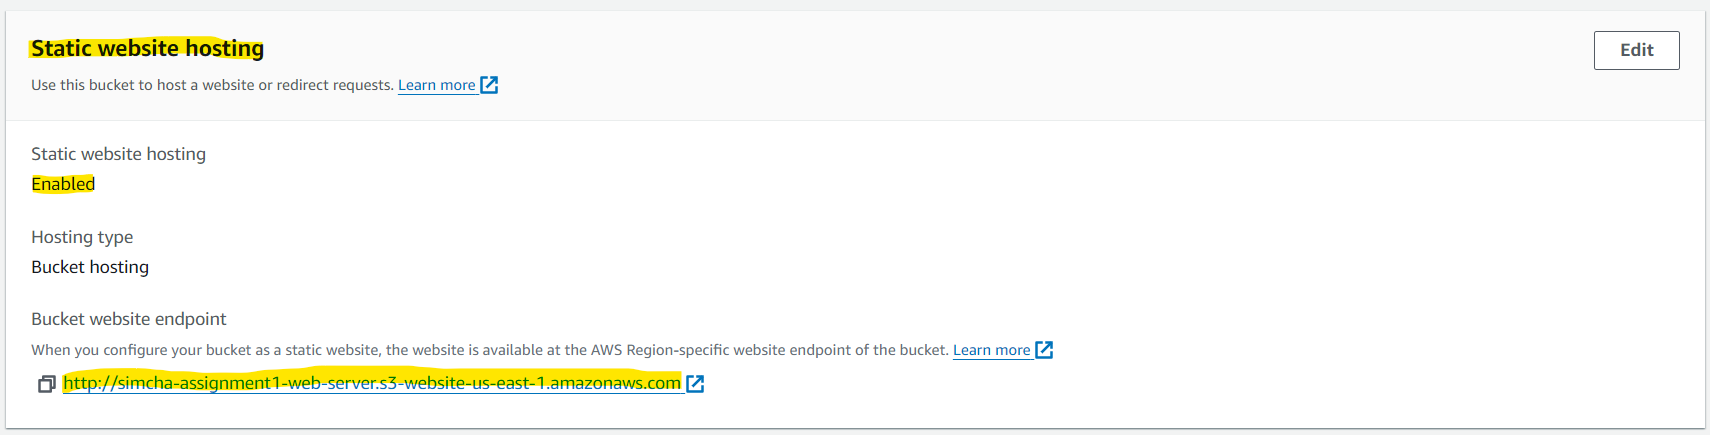 Static website hosting
Edit
Use this bucket to host a website or redirect requests. Learn more
Static website hosting
Enabled
Hosting type
Bucket hosting
Bucket website endpoint
When you configure your bucket as a static website, the website is available at the AWS Region-specific website endpoint of the bucket. Learn more
http://simcha-assignment1-web-server.s3-website-us-east-1.amazonaws.com